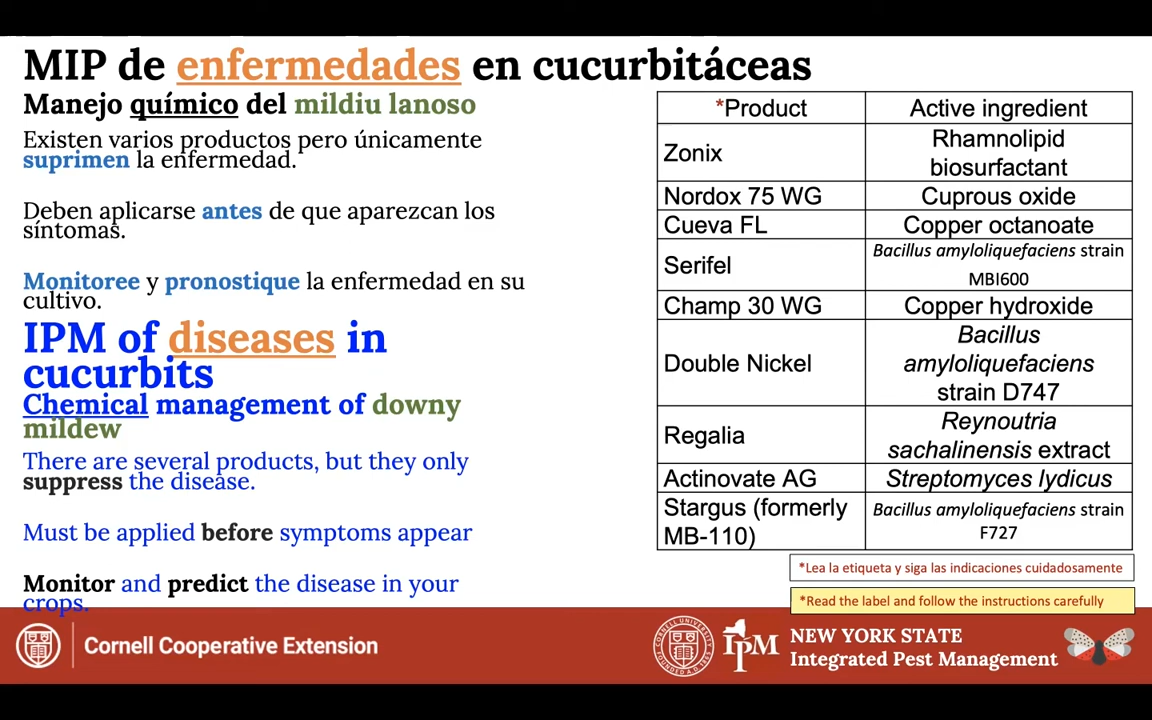 MIP de enfermedades en cucurbitáceas
Manejo químico del mildiu lanoso
Existen varios productos pero únicamente
suprimen la enfermedad.
Deben aplicarse antes de que aparezcan los
síntomas.
Monitoree y pronostique la enfermedad en su
cultivo.
IPM of diseases in
cucurbits
Chemical management of downy
mildew
There are several products, but they only
suppress the disease.
Must be applied before symptoms appear
Monitor and predict the disease in your
crops.
*Product Active ingredient
Zonix Rhamnolipid
biosurfactant
Nordox 75 WG Cuprous oxide
Cueva FL Copper octanoate
Serifel Bacillus amyloliquefaciens strain
MBI600
Champ 30 WG Copper hydroxide
Double Nickel Bacillus
amyloliquefaciens
strain D747
Regalia Reynoutria
sachalinensis extract
Actinovate AG Streptomyces lydicus
Stargus (formerly
MB-110) Bacillus amyloliquefaciens strain
F727
*Lea la etiqueta y siga las indicaciones cuidadosamente
*Read the label and follow the instructions carefully
Cornell Cooperative Extension
IPM
NEW YORK STATE
Integrated Pest Management